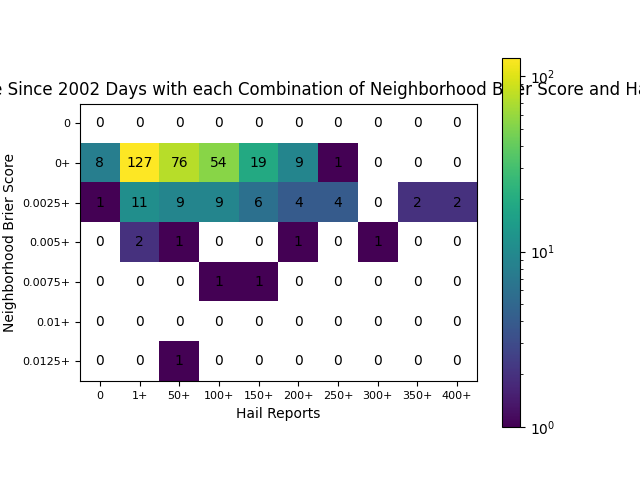 Since 2002 Days with each Combination of Neighborhood Brier Score and
Neighborhood Brier Score
0 0 0 0 0 0 0 0 0 0 0
0+ 8 127 76 54 19 9 1 0 0 0
0.0025+ 1 11 9 9 6 4 4 0 2 2
0.005+ 0 2 1 0 0 1 0 1 0 0
0.0075+ 0 0 0 1 1 0 0 0 0 0
0.01+ 0 0 0 0 0 0 0 0 0 0
0.0125+ 0 0 1 0 0 0 0 0 0 0
0 1+ 50+ 100+ 150+ 200+ 250+ 300+ 350+ 400+
Hail Reports
10²
10¹
10⁰